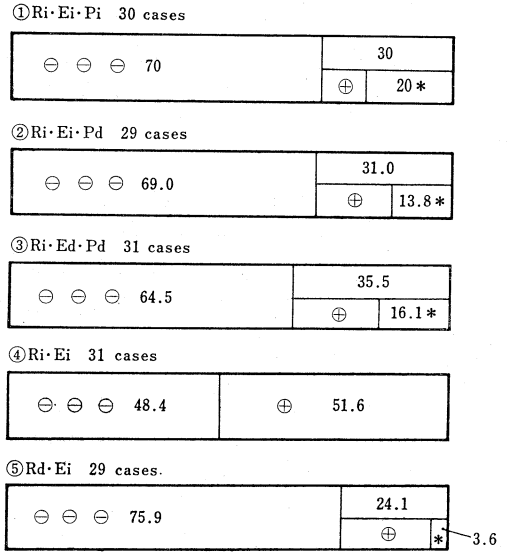 ①Ri·Ei·Pi 30 cases
⊖ ⊖ ⊖ 70
30
⊕ 20*
②Ri·Ei·Pd 29 cases
⊖ ⊖ ⊖ 69.0
31.0
⊕ 13.8*
③Ri·Ed·Pd 31 cases
⊖ ⊖ ⊖ 64.5
35.5
⊕ 16.1*
④Ri·Ei 31 cases
⊖ ⊖ ⊖ 48.4 ⊕ 51.6
⑤Rd·Ei 29 cases.
⊖ ⊖ ⊖ 75.9
24.1
⊕ * 3.6